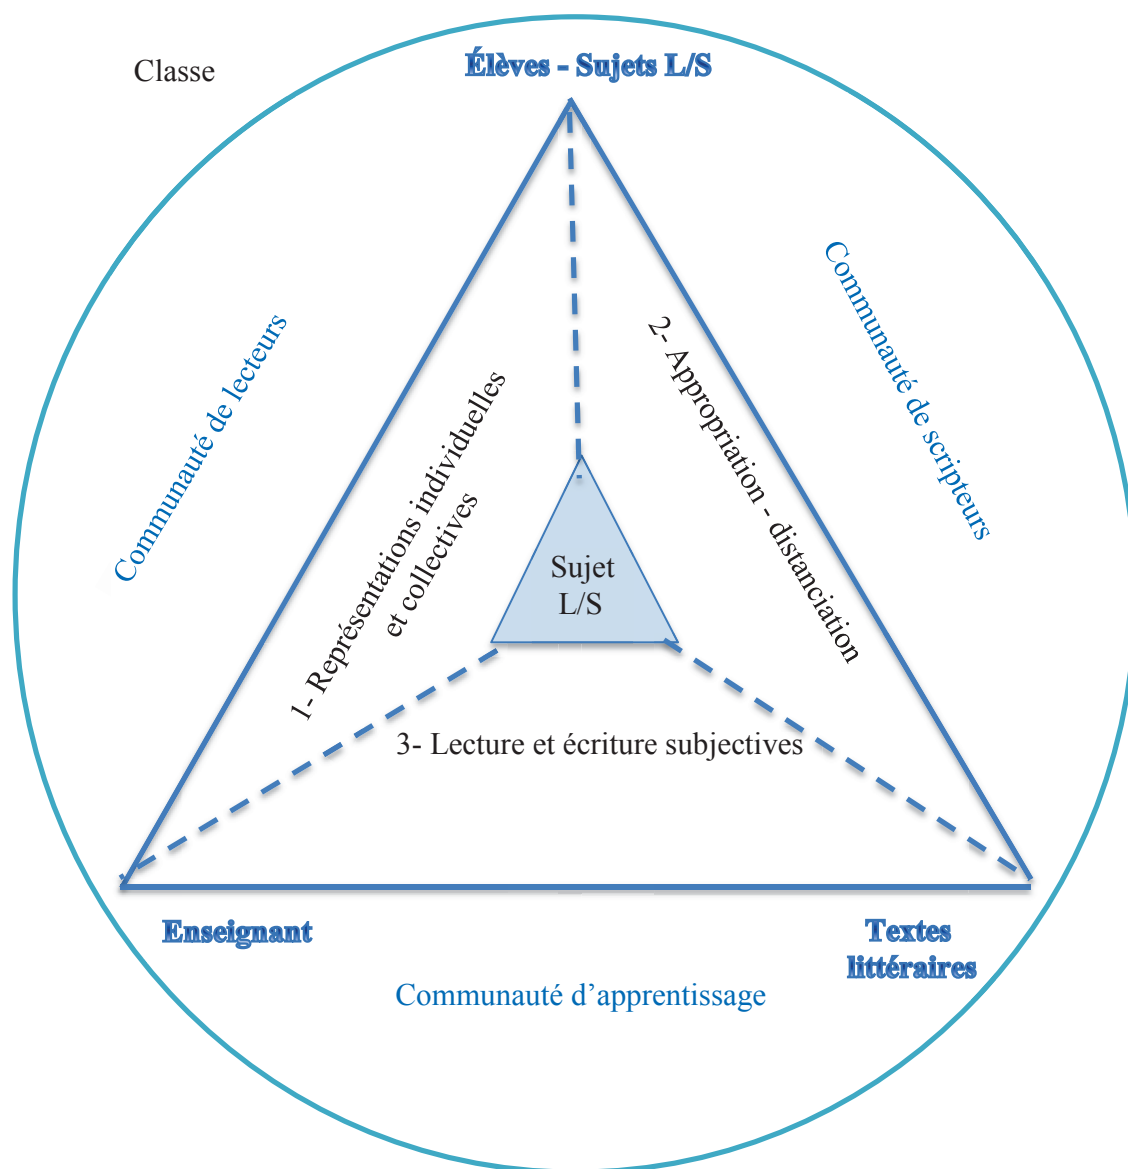 Classe
Élèves - Sujets L/S
Communauté de lecteurs
Communauté de scripteurs
1- Représentations individuelles
et collectives
2- Appropriation - distanciation
Sujet
L/S
3- Lecture et écriture subjectives
Enseignant
Textes
littéraires
Communauté d’apprentissage